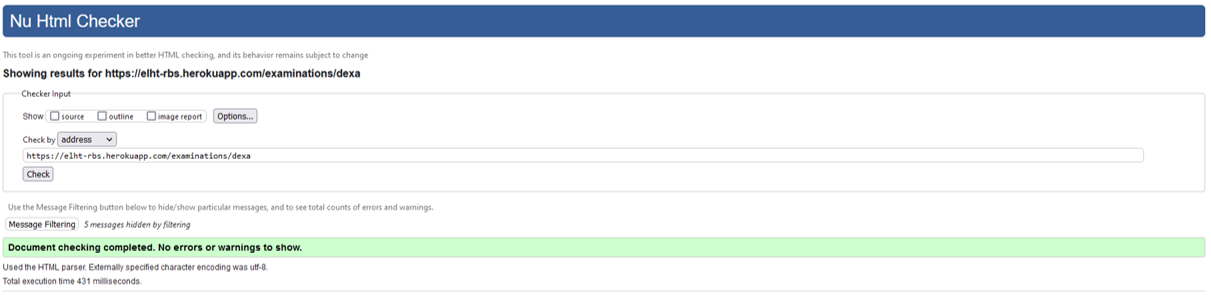 Nu Html Checker
This tool is an ongoing experiment in better HTML checking, and its behavior remains subject to change
Showing results for https://elht-rbs.herokuapp.com/examinations/dexa
Checker Input
Show source outline image report Options...
Check by address
https://elht-rbs.herokuapp.com/examinations/dexa
Check
Use the Message Filtering button below to hide/show particular messages, and to see total counts of errors and warnings.
Message Filtering 5 messages hidden by filtering
Document checking completed. No errors or warnings to show.
Used the HTML parser. Externally specified character encoding was utf-8.
Total execution time 431 milliseconds.